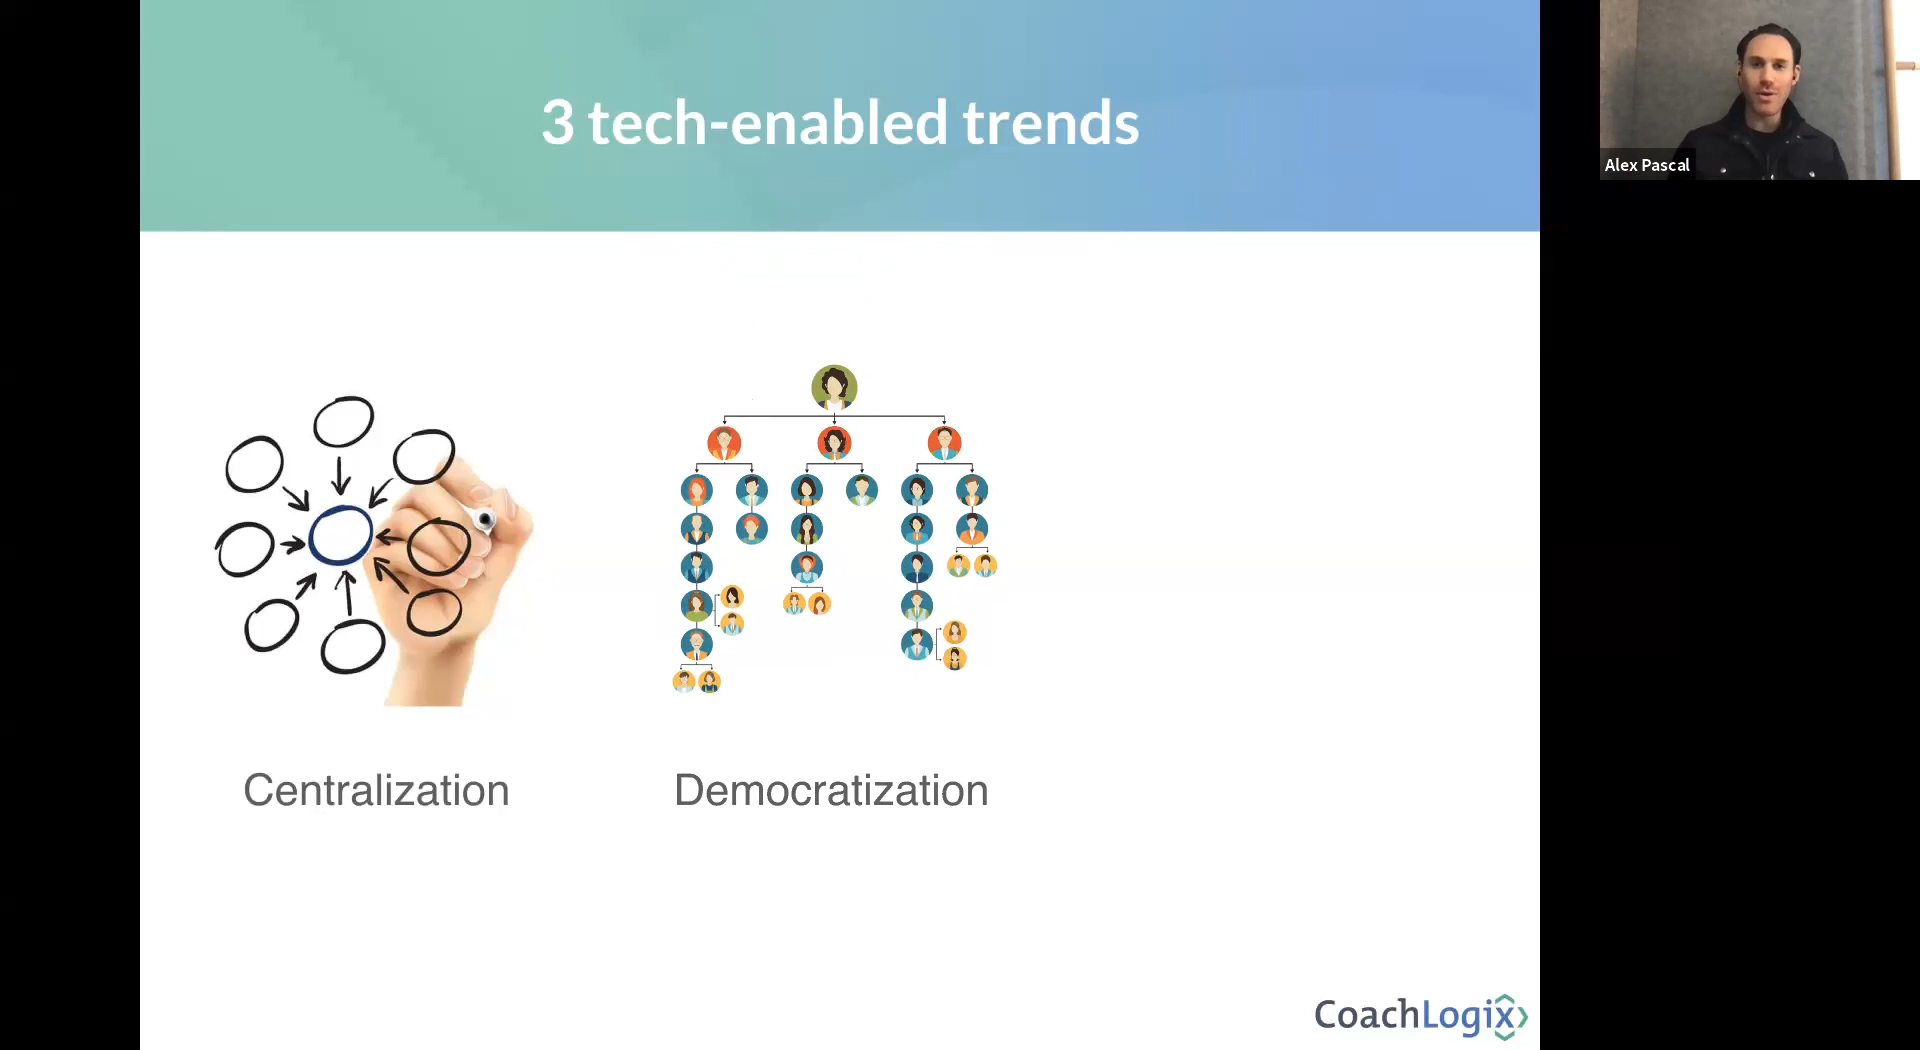 3 tech-enabled trends
Alex Pascal
Centralization
Democratization
CoachLogix